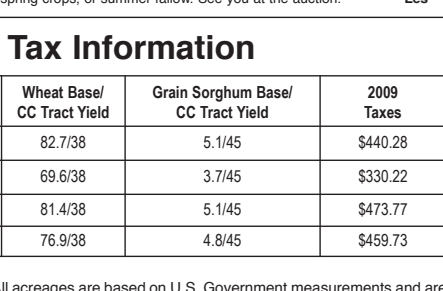 spring crops, or summer fallow. See you at the auction. Les
Tax Information
Wheat Base/ Grain Sorghum Base/ 2009
CC Tract Yield CC Tract Yield Taxes
82.7/38 5.1/45 $440.28
69.6/38 3.7/45 $330.22
81.4/38 5.1/45 $473.77
76.9/38 4.8/45 $459.73
All acreages are based on U.S. Government measurements and are